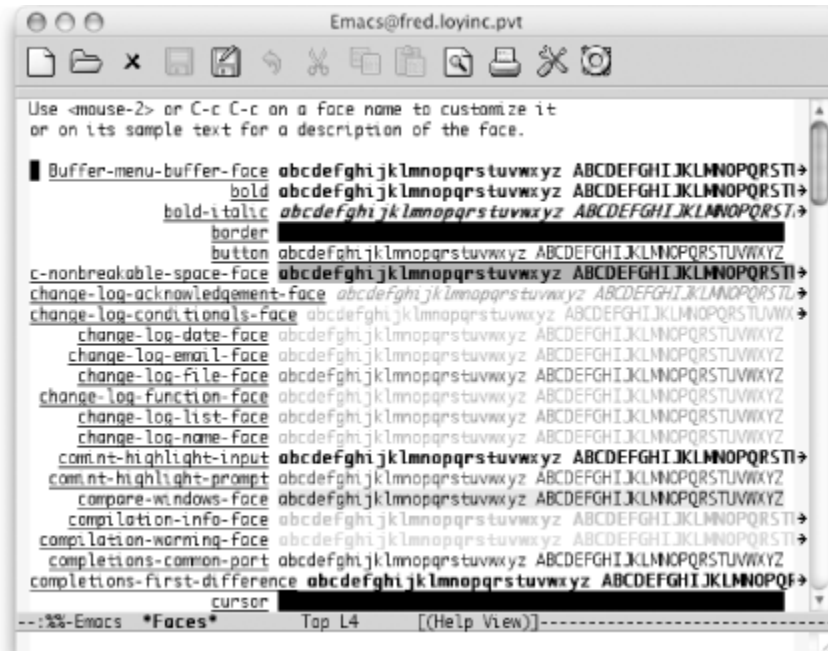 Emacs@fred.loyinc.pvt
Use <mouse-2> or C-c C-c on a face name to customize it
or on its sample text for a description of the face.
Buffer-menu-buffer-face abcdefghijklmnopqrstuvwxyz ABCDEFGHIJKLMNOPQRSTU
bold abcdefghijklmnopqrstuvwxyz ABCDEFGHIJKLMNOPQRSTU
bold-italic abcdefghijklmnopqrstuvwxyz ABCDEFGHIJKLMNOPQRST
border
button abcdefghijklmnopqrstuvwxyz ABCDEFGHIJKLMNOPQRSTUVWXYZ
c-nonbreakable-space-face abcdefghijklmnopqrstuvwxyz ABCDEFGHIJKLMNOPQRSTU
change-log-acknowledgement-face abcdefghijklmnopqrstuvwxyz ABCDEFGHIJKLMNOPQRSTU
change-log-conditionals-face abcdefghijklmnopqrstuvwxyz ABCDEFGHIJKLMNOPQRSTUVWX
change-log-date-face abcdefghijklmnopqrstuvwxyz ABCDEFGHIJKLMNOPQRSTUVWXYZ
change-log-email-face abcdefghijklmnopqrstuvwxyz ABCDEFGHIJKLMNOPQRSTUVWXYZ
change-log-file-face abcdefghijklmnopqrstuvwxyz ABCDEFGHIJKLMNOPQRSTUVWXYZ
change-log-function-face abcdefghijklmnopqrstuvwxyz ABCDEFGHIJKLMNOPQRSTUVWXYZ
change-log-list-face abcdefghijklmnopqrstuvwxyz ABCDEFGHIJKLMNOPQRSTUVWXYZ
change-log-name-face abcdefghijklmnopqrstuvwxyz ABCDEFGHIJKLMNOPQRSTUVWXYZ
comint-highlight-input abcdefghijklmnopqrstuvwxyz ABCDEFGHIJKLMNOPQRSTU
comint-highlight-prompt abcdefghijklmnopqrstuvwxyz ABCDEFGHIJKLMNOPQRSTUVWXYZ
compare-windows-face abcdefghijklmnopqrstuvwxyz ABCDEFGHIJKLMNOPQRSTUVWXYZ
compilation-info-face abcdefghijklmnopqrstuvwxyz ABCDEFGHIJKLMNOPQRSTU
compilation-warning-face abcdefghijklmnopqrstuvwxyz ABCDEFGHIJKLMNOPQRSTU
completions-common-part abcdefghijklmnopqrstuvwxyz ABCDEFGHIJKLMNOPQRSTUVWXYZ
completions-first-difference abcdefghijklmnopqrstuvwxyz ABCDEFGHIJKLMNOPQR
cursor
--:%%-Emacs *Faces* Top L4 [(Help View)]----------------------------